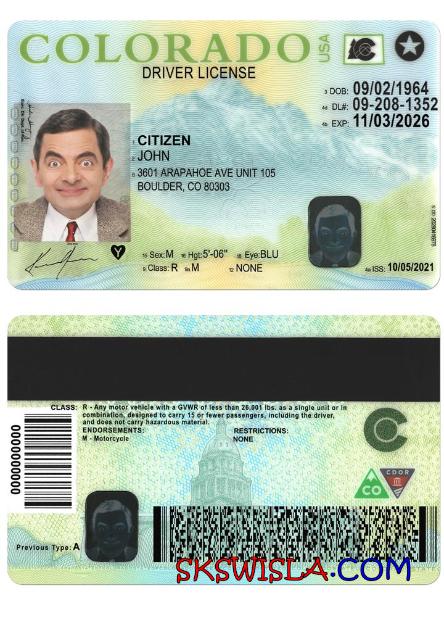 COLORADO USA
DRIVER LICENSE
3 DOB: 09/02/1964
4d DL#: 09-208-1352
4b EXP: 11/03/2026
1 CITIZEN
2 JOHN
8 3601 ARAPAHOE AVE UNIT 105
BOULDER, CO 80303
15 Sex: M 16 Hgt: 5'-06" 18 Eye: BLU
9 Class: R 9a M 12 NONE
4a ISS: 10/05/2021
Y
CLASS: R - Any motor vehicle with a GVWR of less than 26,001 lbs. as a single unit or in
combination, designed to carry 15 or fewer passengers, including the driver,
and does not carry hazardous material.
ENDORSEMENTS: RESTRICTIONS:
M - Motorcycle NONE
0000000000
CO
CDOR
Previous Type: A
SKSWISLA.COM